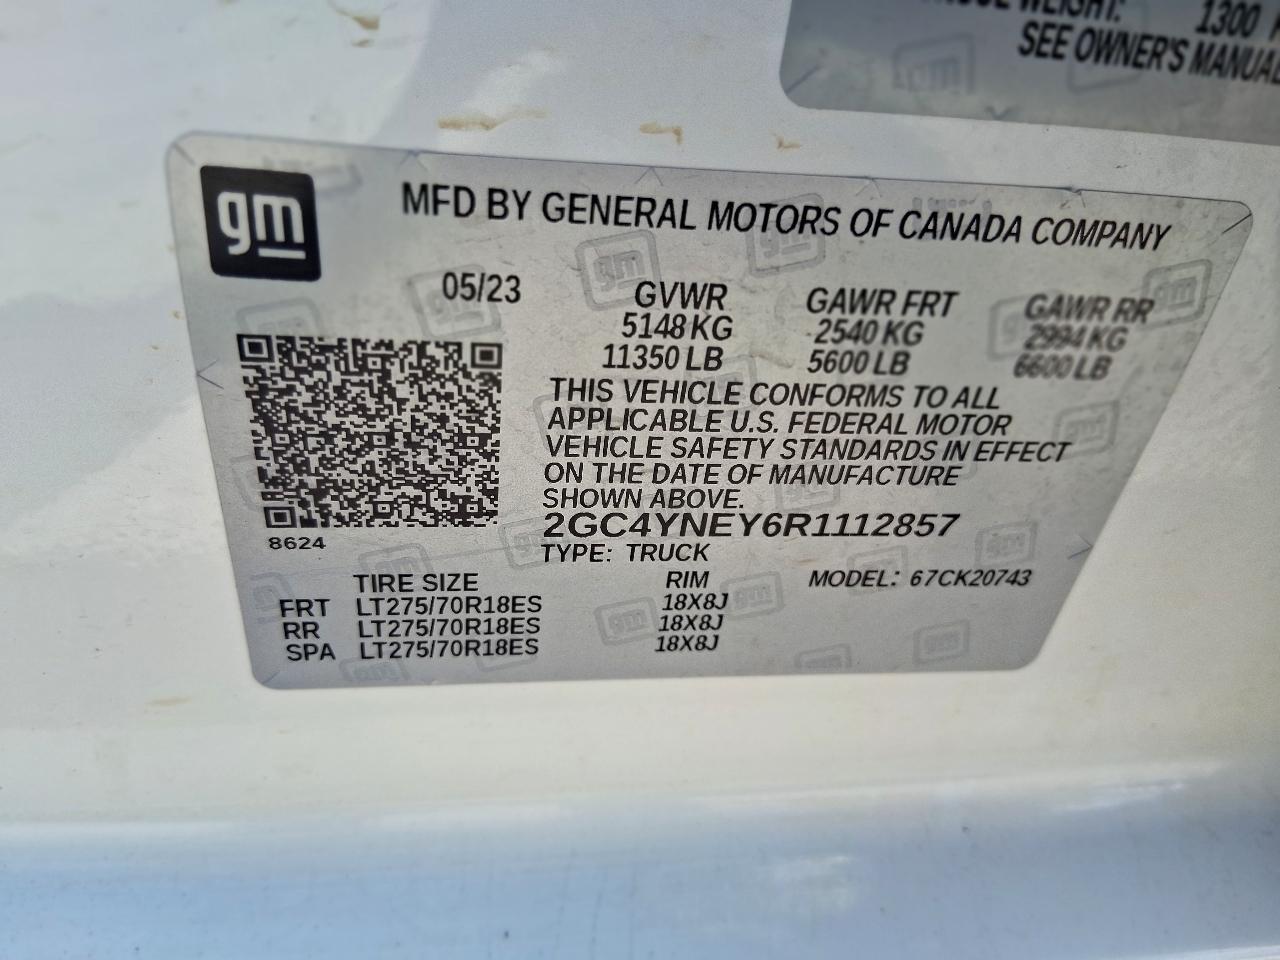 1300
SEE OWNER'S MANUAL
gm
MFD BY GENERAL MOTORS OF CANADA COMPANY
05/23 GVWR GAWR FRT GAWR RR
5148 KG 2540 KG 2994 KG
11350 LB 5600 LB 6600 LB
THIS VEHICLE CONFORMS TO ALL
APPLICABLE U.S. FEDERAL MOTOR
VEHICLE SAFETY STANDARDS IN EFFECT
ON THE DATE OF MANUFACTURE
SHOWN ABOVE.
2GC4YNEY6R1112857
8624
TYPE: TRUCK
TIRE SIZE RIM MODEL: 67CK20743
FRT LT275/70R18ES 18X8J
RR LT275/70R18ES 18X8J
SPA LT275/70R18ES 18X8J